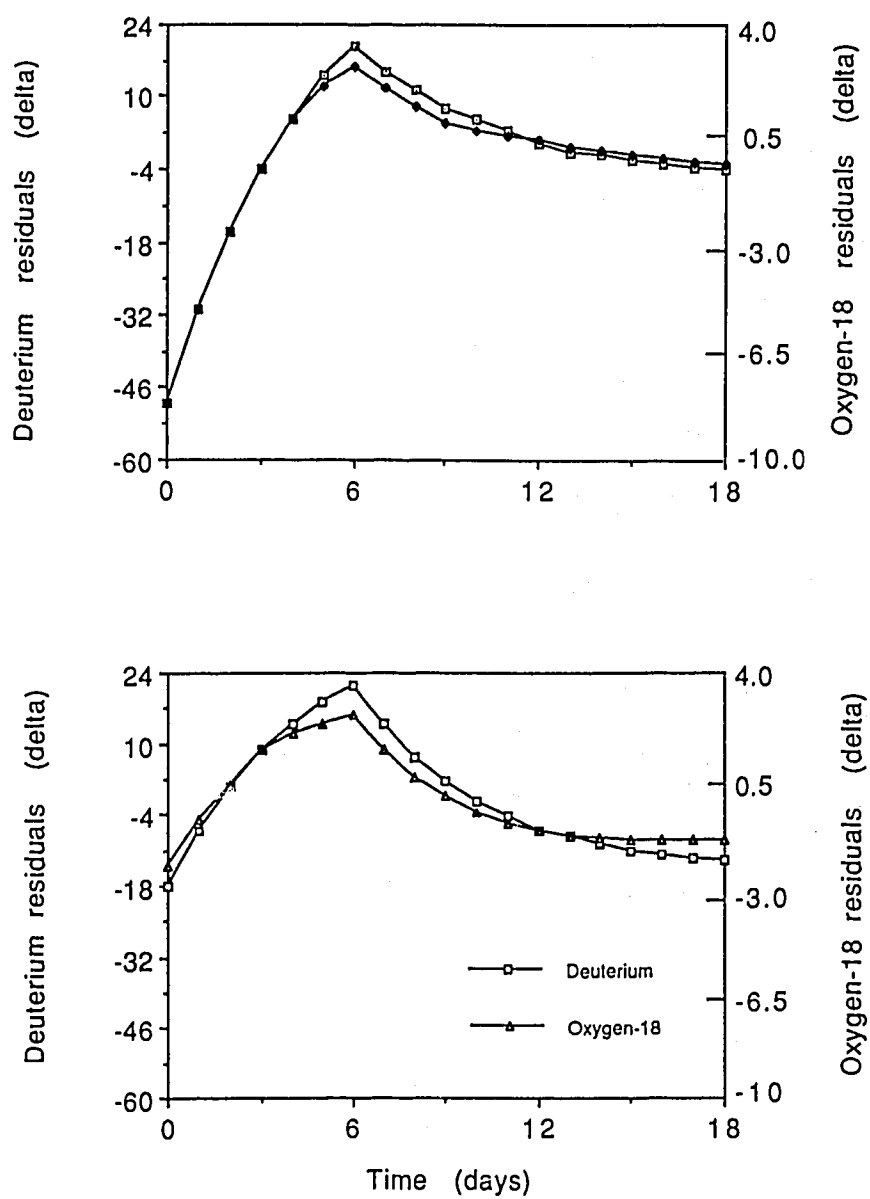 24
10
-4
-18
-32
-46
-60
Deuterium residuals (delta)
4.0
0.5
-3.0
-6.5
-10.0
Oxygen-18 residuals (delta)
0 6 12 18
24
10
-4
-18
-32
-46
-60
Deuterium residuals (delta)
4.0
0.5
-3.0
-6.5
-10
Oxygen-18 residuals (delta)
Deuterium
Oxygen-18
0 6 12 18
Time (days)